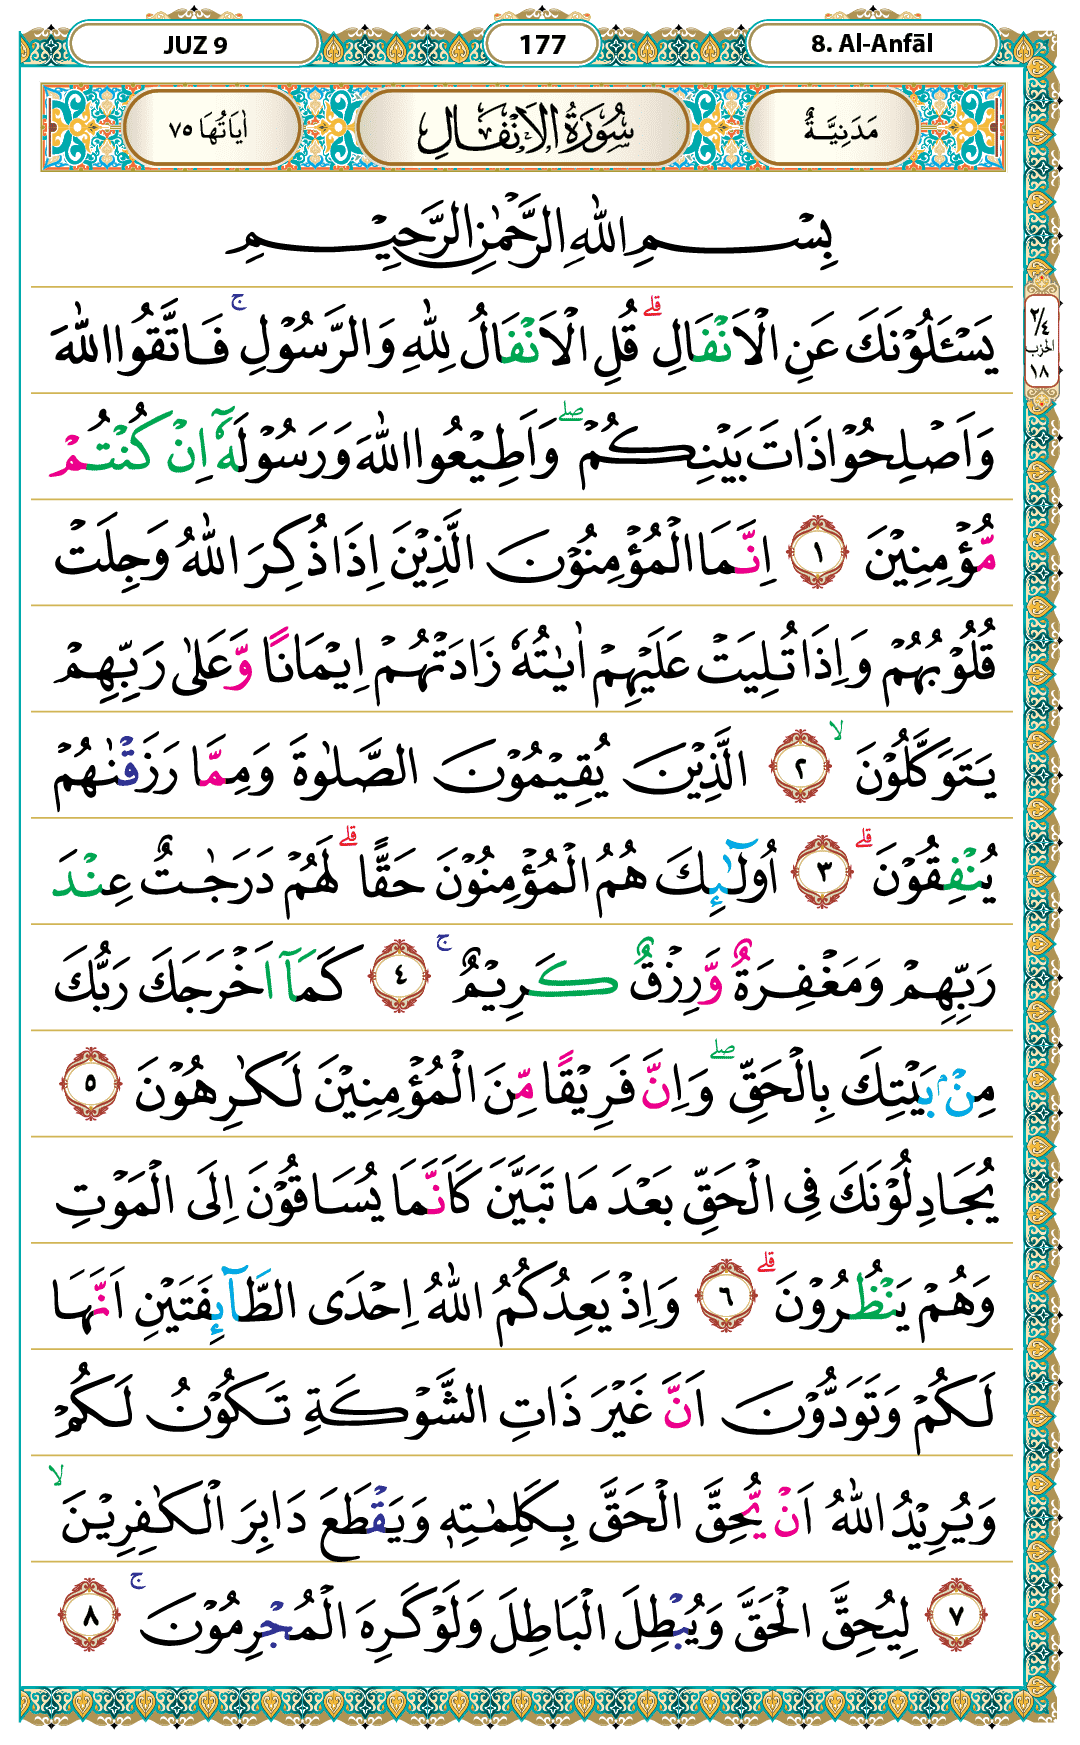 JUZ 9 177 8. Al-Anfāl
مَدَنِيَّةٌ سُوْرَةُ الْاَنْفَالِ اٰيَاتُهَا ٧٥
بِسْمِ اللّٰهِ الرَّحْمٰنِ الرَّحِيْمِ
٢/٤
الحزب
١٨
يَسْـَٔلُوْنَكَ عَنِ الْاَنْفَالِ ۗ قُلِ الْاَنْفَالُ لِلّٰهِ وَالرَّسُوْلِ ۚ فَاتَّقُوا اللّٰهَ
وَاَصْلِحُوْا ذَاتَ بَيْنِكُمْ ۖ وَاَطِيْعُوا اللّٰهَ وَرَسُوْلَهٗٓ اِنْ كُنْتُمْ
مُّؤْمِنِيْنَ ١ اِنَّمَا الْمُؤْمِنُوْنَ الَّذِيْنَ اِذَا ذُكِرَ اللّٰهُ وَجِلَتْ
قُلُوْبُهُمْ وَاِذَا تُلِيَتْ عَلَيْهِمْ اٰيٰتُهٗ زَادَتْهُمْ اِيْمَانًا وَّعَلٰى رَبِّهِمْ
يَتَوَكَّلُوْنَ ۙ ٢ الَّذِيْنَ يُقِيْمُوْنَ الصَّلٰوةَ وَمِمَّا رَزَقْنٰهُمْ
يُنْفِقُوْنَ ۗ ٣ اُولٰۤىِٕكَ هُمُ الْمُؤْمِنُوْنَ حَقًّا ۗ لَهُمْ دَرَجٰتٌ عِنْدَ
رَبِّهِمْ وَمَغْفِرَةٌ وَّرِزْقٌ كَرِيْمٌ ۚ ٤ كَمَآ اَخْرَجَكَ رَبُّكَ
مِنْۢ بَيْتِكَ بِالْحَقِّ ۖ وَاِنَّ فَرِيْقًا مِّنَ الْمُؤْمِنِيْنَ لَكٰرِهُوْنَ ٥
يُجَادِلُوْنَكَ فِى الْحَقِّ بَعْدَ مَا تَبَيَّنَ كَاَنَّمَا يُسَاقُوْنَ اِلَى الْمَوْتِ
وَهُمْ يَنْظُرُوْنَ ۗ ٦ وَاِذْ يَعِدُكُمُ اللّٰهُ اِحْدَى الطَّاۤىِٕفَتَيْنِ اَنَّهَا
لَكُمْ وَتَوَدُّوْنَ اَنَّ غَيْرَ ذَاتِ الشَّوْكَةِ تَكُوْنُ لَكُمْ
وَيُرِيْدُ اللّٰهُ اَنْ يُّحِقَّ الْحَقَّ بِكَلِمٰتِهٖ وَيَقْطَعَ دَابِرَ الْكٰفِرِيْنَ ۙ
٧ لِيُحِقَّ الْحَقَّ وَيُبْطِلَ الْبَاطِلَ وَلَوْ كَرِهَ الْمُجْرِمُوْنَ ۚ ٨